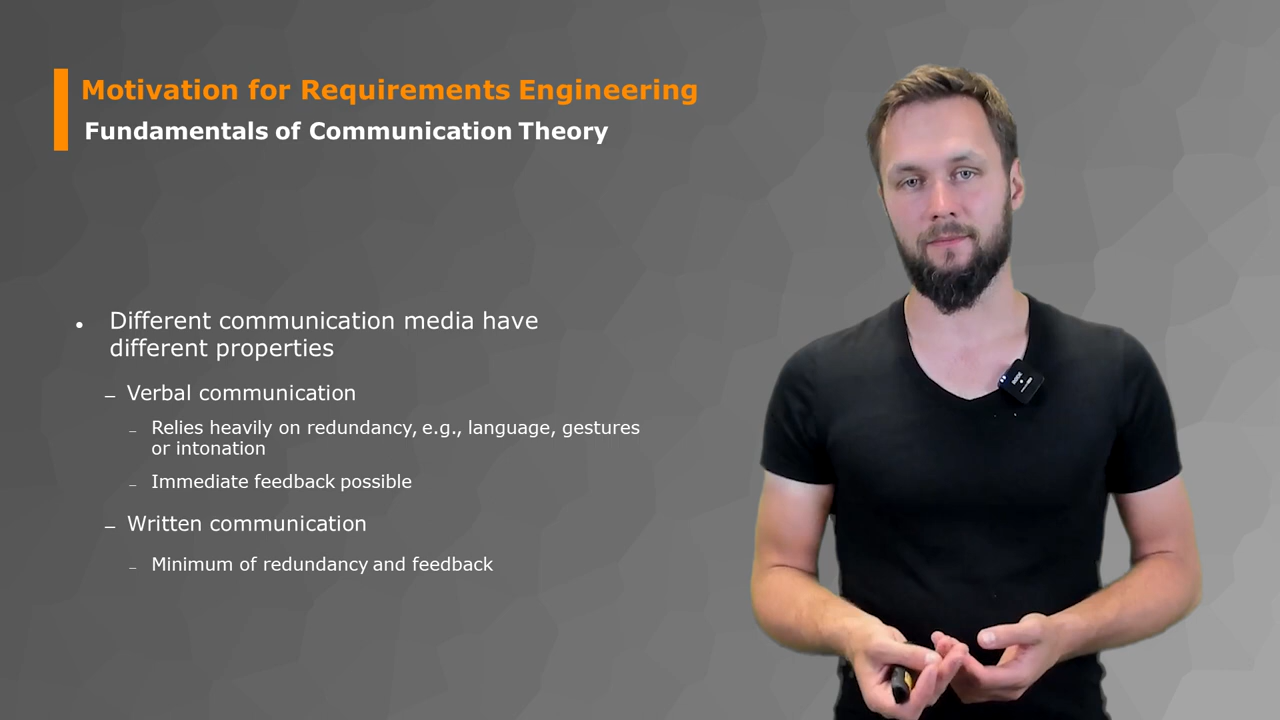 Motivation for Requirements Engineering
Fundamentals of Communication Theory
• Different communication media have
different properties
– Verbal communication
– Relies heavily on redundancy, e.g., language, gestures
or intonation
– Immediate feedback possible
– Written communication
– Minimum of redundancy and feedback